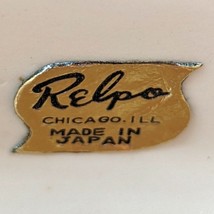 Relpo
CHICAGO. ILL
MADE IN
JAPAN